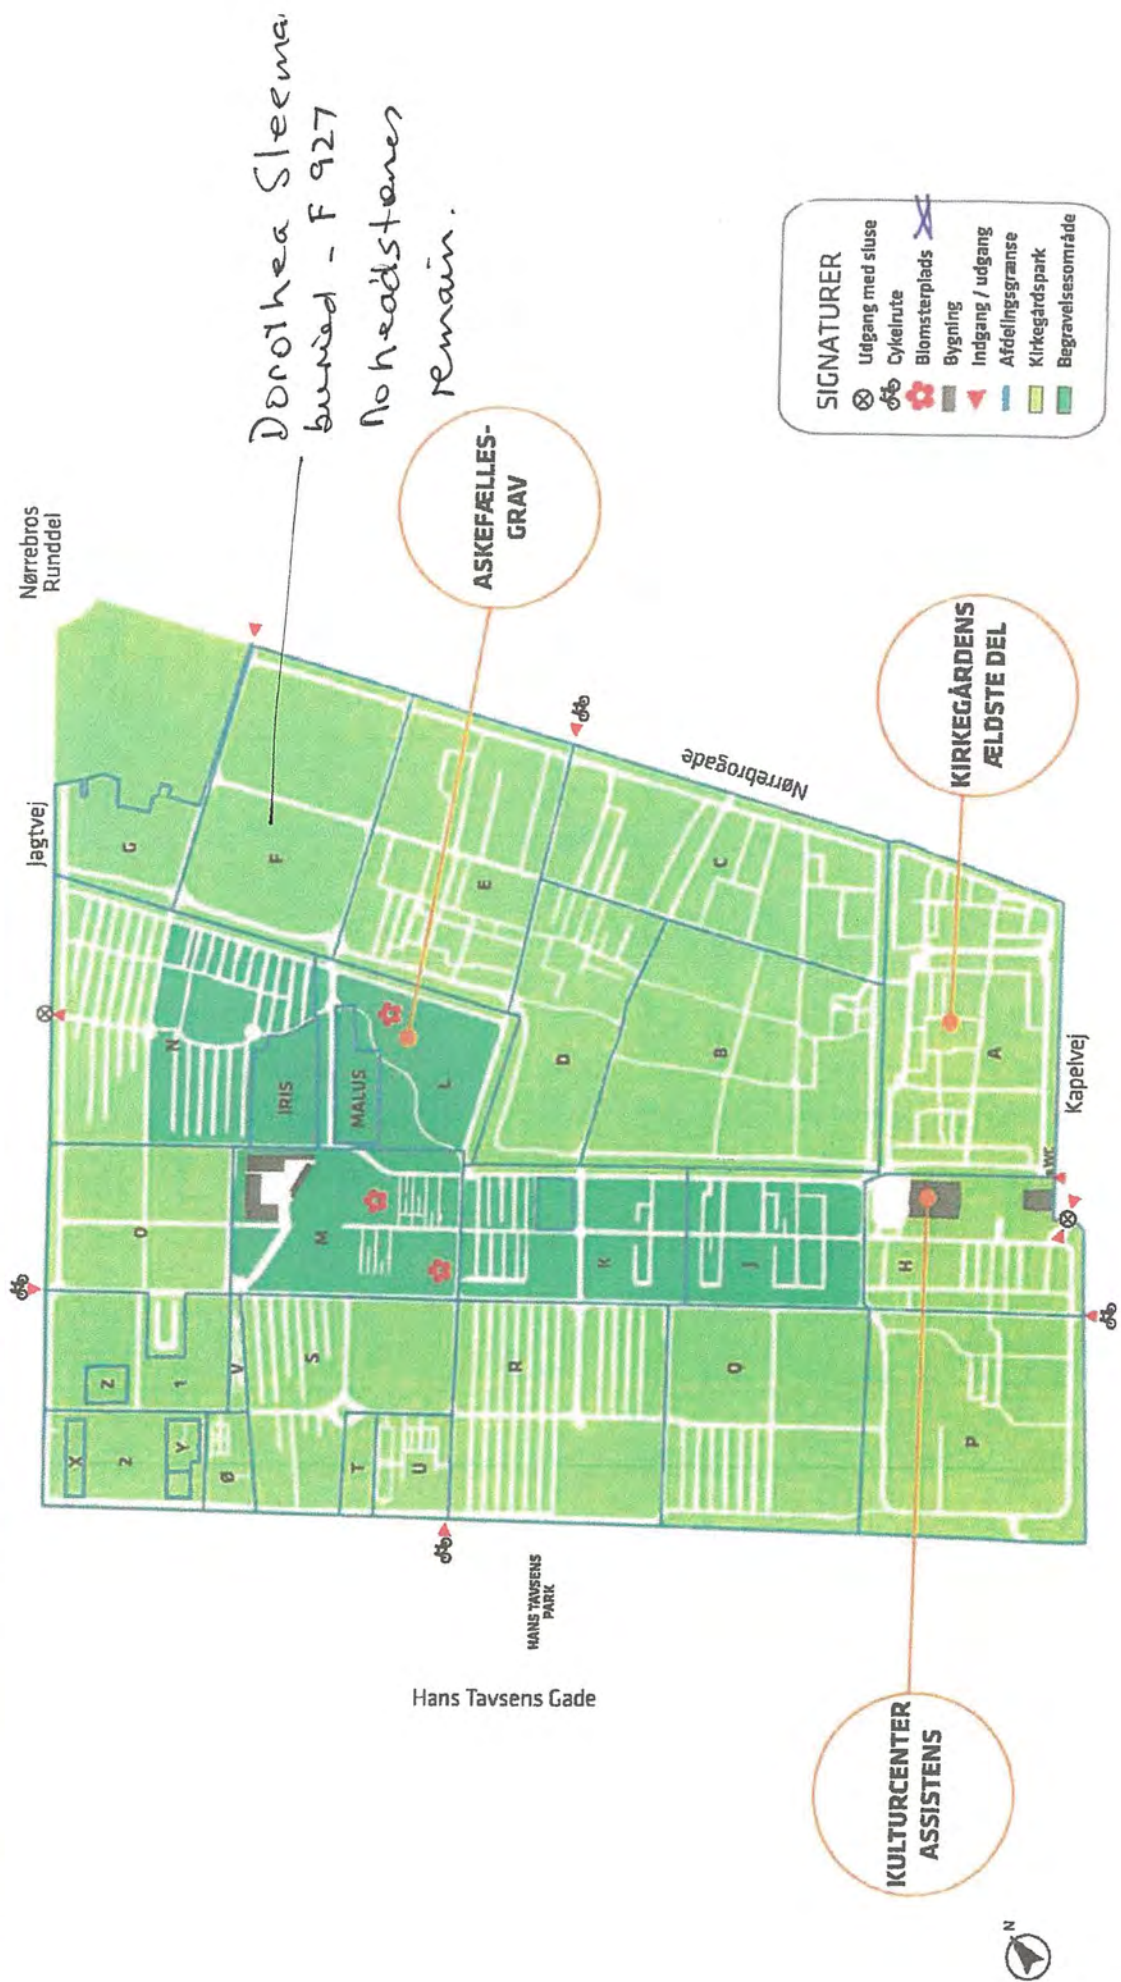 Nørrebros
Runddel
Jagtvej
Dorothea Sleema
buried - F 927
No headstones
remain.
ASKEFÆLLES-
GRAV
KIRKEGÅRDENS
ÆLDSTE DEL
Nørrebrogade
Kapelvej
WC
HANS TAVSENS
PARK
Hans Tavsens Gade
KULTURCENTER
ASSISTENS
N
G
F
E
C
N
IRIS
MALUS
L
D
B
A
O
M
K
J
H
Z
1
V
S
R
Q
P
X
2
Y
Ø
T
U
SIGNATURER
Udgang med sluse
Cykelrute
Blomsterplads
Bygning
Indgang / udgang
Afdelingsgrænse
Kirkegårdspark
Begravelsesområde